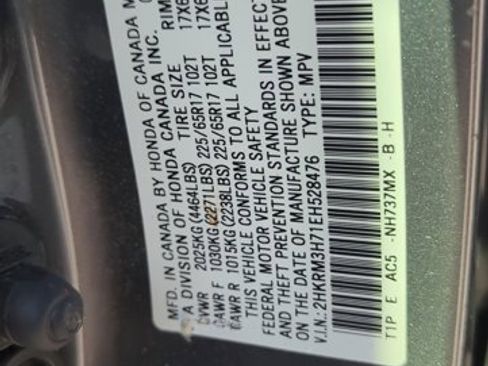 MFD. IN CANADA BY HONDA OF CANADA M
A DIVISION OF HONDA CANADA INC.
TIRE SIZE RIM
GVWR 2025KG(4464LBS)
GAWR F 1030KG(2271LBS) 225/65R17 102T 17X6
GAWR R 1015KG(2238LBS) 225/65R17 102T 17X6
THIS VEHICLE CONFORMS TO ALL APPLICABLE
FEDERAL MOTOR VEHICLE SAFETY
AND THEFT PREVENTION STANDARDS IN EFFECT
ON THE DATE OF MANUFACTURE SHOWN ABOVE
V.I.N.: 2HKRM3H71EH528476 TYPE: MPV
T1P E AC5 -NH737MX -B -H